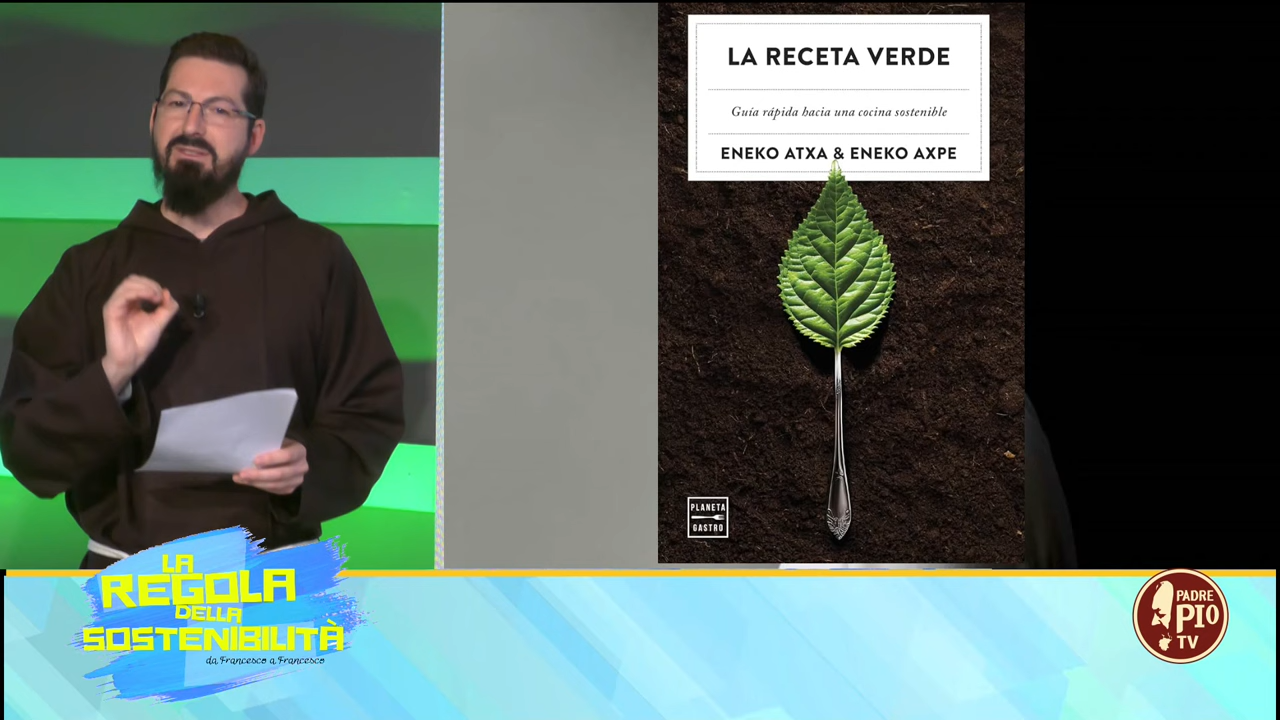 LA RECETA VERDE
Guía rápida hacia una cocina sostenible
ENEKO ATXA & ENEKO AXPE
PLANETA
GASTRO
LA
REGOLA
DELLA
SOSTENIBILITÀ
da Francesco a Francesco
PADRE
PIO
TV